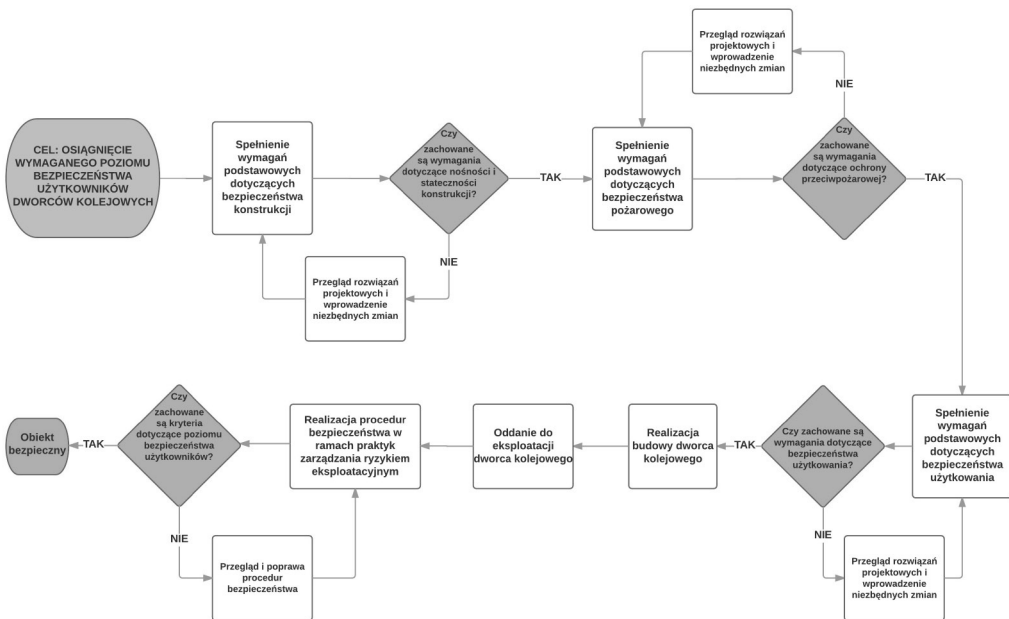 CEL: OSIĄGNIĘCIE
WYMAGANEGO POZIOMU
BEZPIECZEŃSTWA
UŻYTKOWNIKÓW
DWORCÓW KOLEJOWYCH
Spełnienie
wymagań
podstawowych
dotyczących
bezpieczeństwa
konstrukcji
Czy
zachowane
są wymagania
dotyczące nośności i
stateczności
konstrukcji?
NIE
Przegląd rozwiązań
projektowych i
wprowadzenie
niezbędnych zmian
TAK
Spełnienie
wymagań
podstawowych
dotyczących
bezpieczeństwa
pożarowego
Czy
zachowane
są wymagania
dotyczące ochrony
przeciwpożarowej?
NIE
Przegląd rozwiązań
projektowych i
wprowadzenie
niezbędnych zmian
TAK
Spełnienie
wymagań
podstawowych
dotyczących
bezpieczeństwa
użytkowania
Czy zachowane są
wymagania dotyczące
bezpieczeństwa
użytkowania?
NIE
Przegląd rozwiązań
projektowych i
wprowadzenie
niezbędnych zmian
TAK
Realizacja
budowy dworca
kolejowego
Oddanie do
eksploatacji
dworca kolejowego
Realizacja procedur
bezpieczeństwa w
ramach praktyk
zarządzania ryzykiem
eksploatacyjnym
Czy
zachowane
są kryteria
dotyczące poziomu
bezpieczeństwa
użytkowników?
NIE
Przegląd i poprawa
procedur
bezpieczeństwa
TAK
Obiekt
bezpieczny